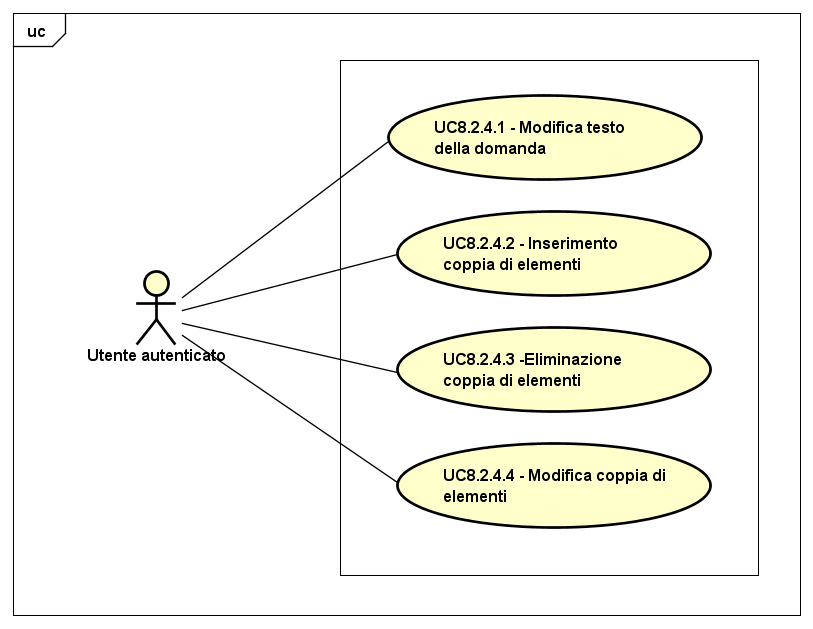 uc
UC8.2.4.1 - Modifica testo
della domanda
UC8.2.4.2 - Inserimento
coppia di elementi
Utente autenticato
UC8.2.4.3 -Eliminazione
coppia di elementi
UC8.2.4.4 - Modifica coppia di
elementi